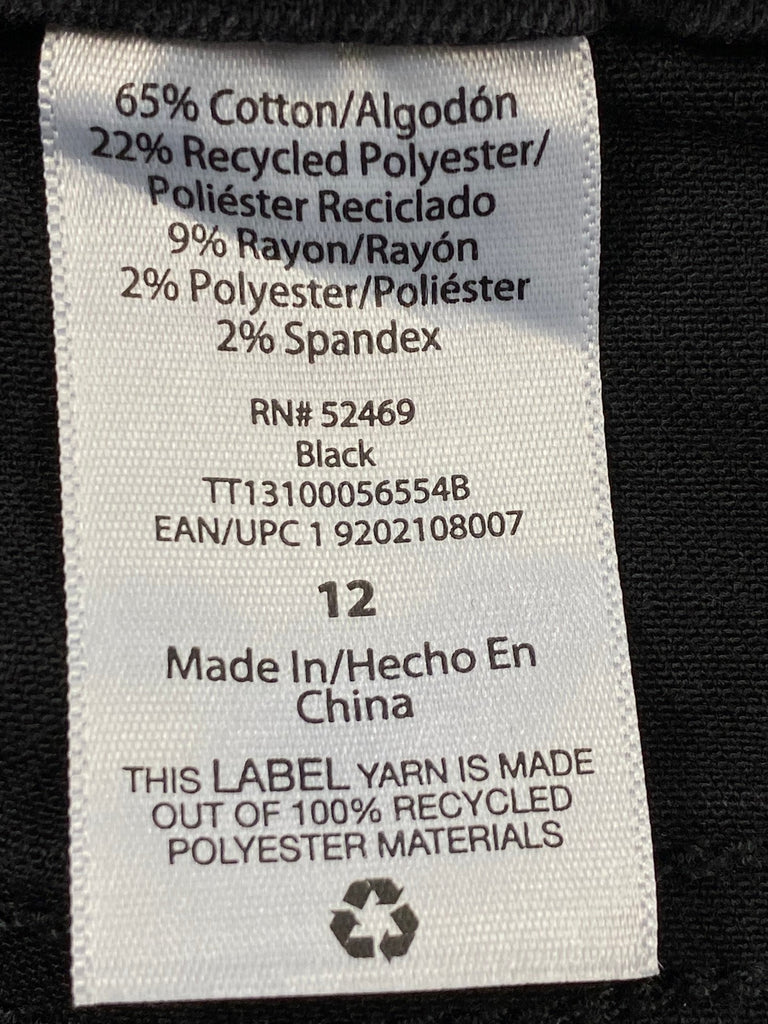 65% Cotton/Algodón
22% Recycled Polyester/
Poliéster Reciclado
9% Rayon/Rayón
2% Polyester/Poliéster
2% Spandex
RN# 52469
Black
TT13100056554B
EAN/UPC 1 9202108007
12
Made In/Hecho En
China
THIS LABEL YARN IS MADE
OUT OF 100% RECYCLED
POLYESTER MATERIALS